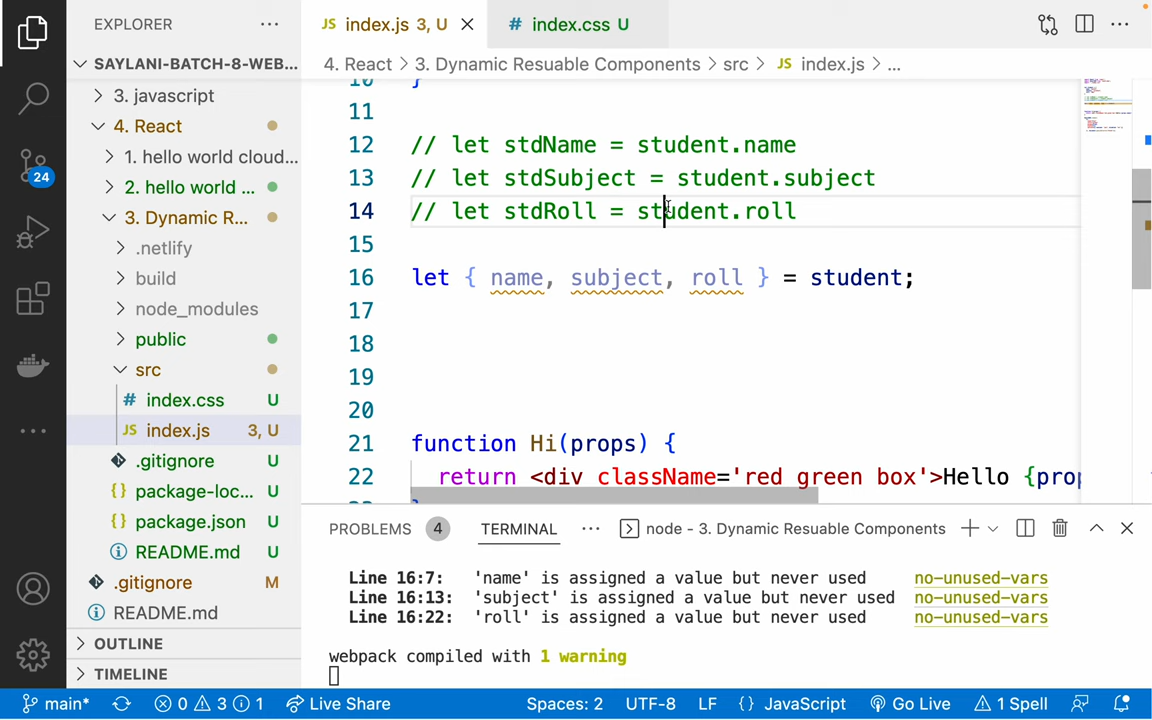 EXPLORER
SAYLANI-BATCH-8-WEB...
3. javascript
4. React
1. hello world cloud...
2. hello world ...
3. Dynamic R...
.netlify
build
node_modules
public
src
# index.css U
JS index.js 3, U
.gitignore U
{} package-loc... U
{} package.json U
README.md U
.gitignore M
README.md
OUTLINE
TIMELINE
24
JS index.js 3, U
# index.css U
4. React > 3. Dynamic Resuable Components > src > JS index.js > ...
10 }
11
12 // let stdName = student.name
13 // let stdSubject = student.subject
14 // let stdRoll = student.roll
15
16 let { name, subject, roll } = student;
17
18
19
20
21 function Hi(props) {
22 return <div className='red green box'>Hello {prop
PROBLEMS 4 TERMINAL ... node - 3. Dynamic Resuable Components
Line 16:7: 'name' is assigned a value but never used no-unused-vars
Line 16:13: 'subject' is assigned a value but never used no-unused-vars
Line 16:22: 'roll' is assigned a value but never used no-unused-vars
webpack compiled with 1 warning
main* 0 3 1 Live Share Spaces: 2 UTF-8 LF {} JavaScript Go Live 1 Spell